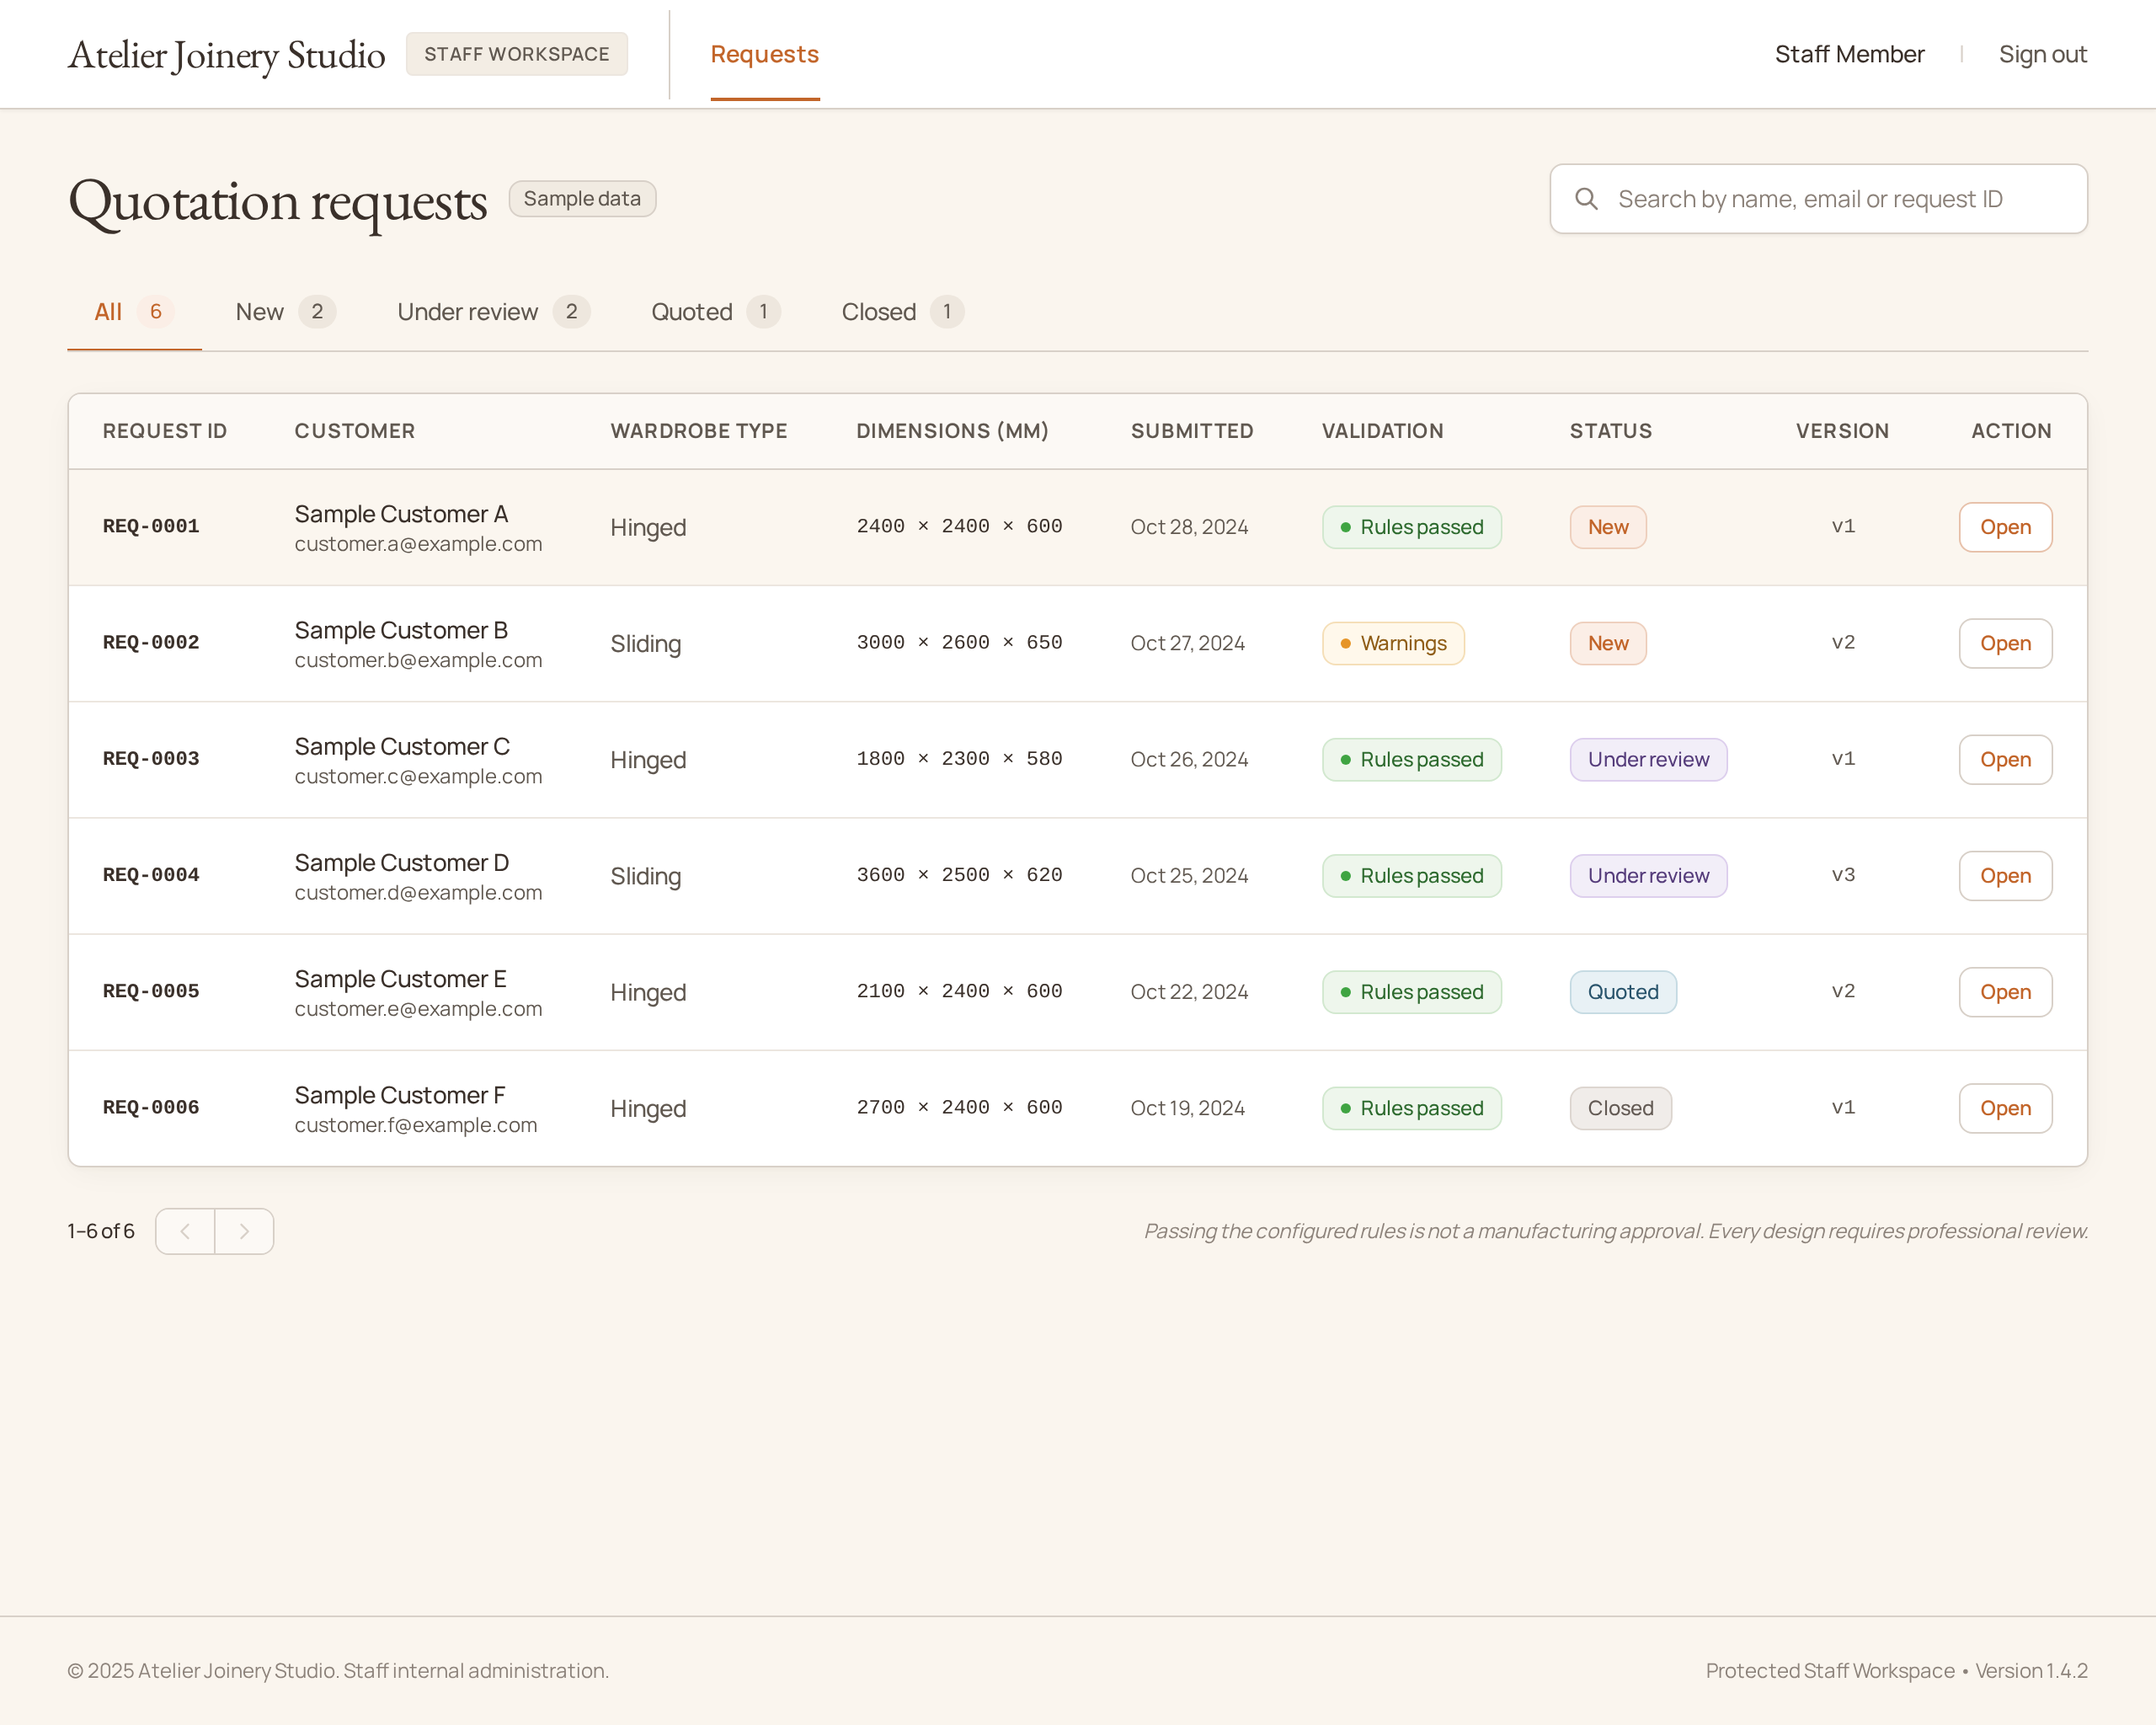 Atelier Joinery Studio STAFF WORKSPACE Requests Staff Member | Sign out
Quotation requests Sample data Search by name, email or request ID
All 6 New 2 Under review 2 Quoted 1 Closed 1
REQUEST ID CUSTOMER WARDROBE TYPE DIMENSIONS (MM) SUBMITTED VALIDATION STATUS VERSION ACTION
REQ-0001 Sample Customer A Hinged 2400 × 2400 × 600 Oct 28, 2024 Rules passed New v1 Open
customer.a@example.com
REQ-0002 Sample Customer B Sliding 3000 × 2600 × 650 Oct 27, 2024 Warnings New v2 Open
customer.b@example.com
REQ-0003 Sample Customer C Hinged 1800 × 2300 × 580 Oct 26, 2024 Rules passed Under review v1 Open
customer.c@example.com
REQ-0004 Sample Customer D Sliding 3600 × 2500 × 620 Oct 25, 2024 Rules passed Under review v3 Open
customer.d@example.com
REQ-0005 Sample Customer E Hinged 2100 × 2400 × 600 Oct 22, 2024 Rules passed Quoted v2 Open
customer.e@example.com
REQ-0006 Sample Customer F Hinged 2700 × 2400 × 600 Oct 19, 2024 Rules passed Closed v1 Open
customer.f@example.com
1–6 of 6 Passing the configured rules is not a manufacturing approval. Every design requires professional review.
© 2025 Atelier Joinery Studio. Staff internal administration. Protected Staff Workspace • Version 1.4.2